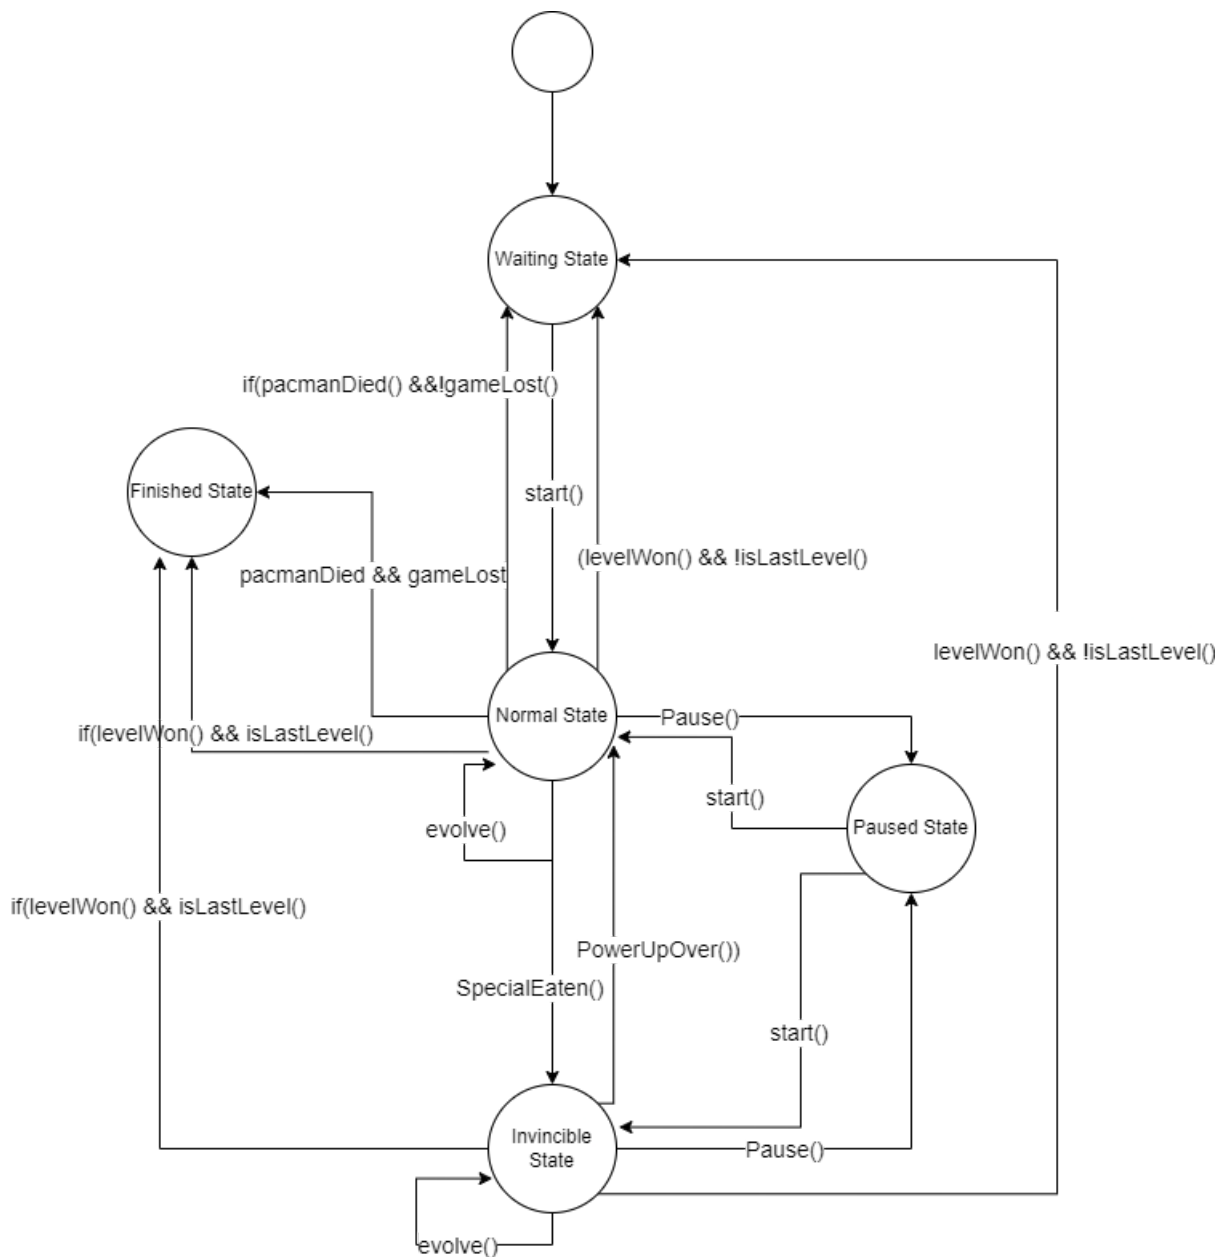 Waiting State
if(pacmanDied() &&!gameLost()
Finished State
start()
(levelWon() && !isLastLevel()
pacmanDied && gameLost
levelWon() && !isLastLevel()
Normal State
Pause()
if(levelWon() && isLastLevel()
start()
evolve()
Paused State
if(levelWon() && isLastLevel()
PowerUpOver())
SpecialEaten()
start()
Invincible
State
Pause()
evolve()